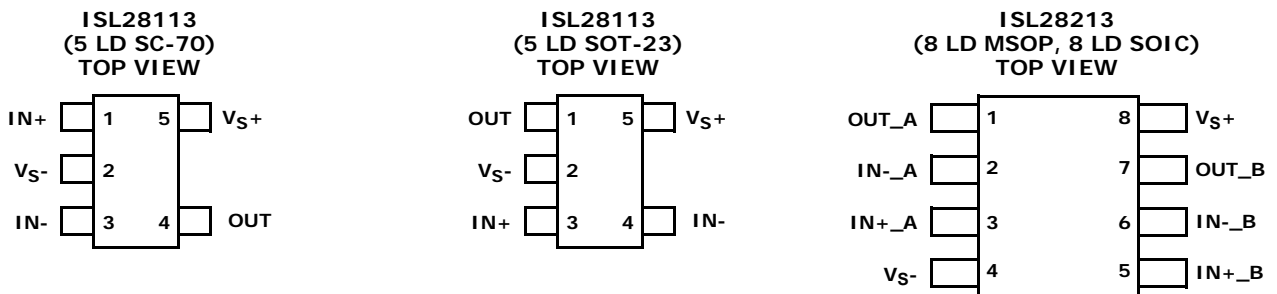 ISL28113
(5 LD SC-70)
TOP VIEW
IN+ 1 5 VS+
VS- 2
IN- 3 4 OUT
ISL28113
(5 LD SOT-23)
TOP VIEW
OUT 1 5 VS+
VS- 2
IN+ 3 4 IN-
ISL28213
(8 LD MSOP, 8 LD SOIC)
TOP VIEW
OUT_A 1 8 VS+
IN-_A 2 7 OUT_B
IN+_A 3 6 IN-_B
VS- 4 5 IN+_B